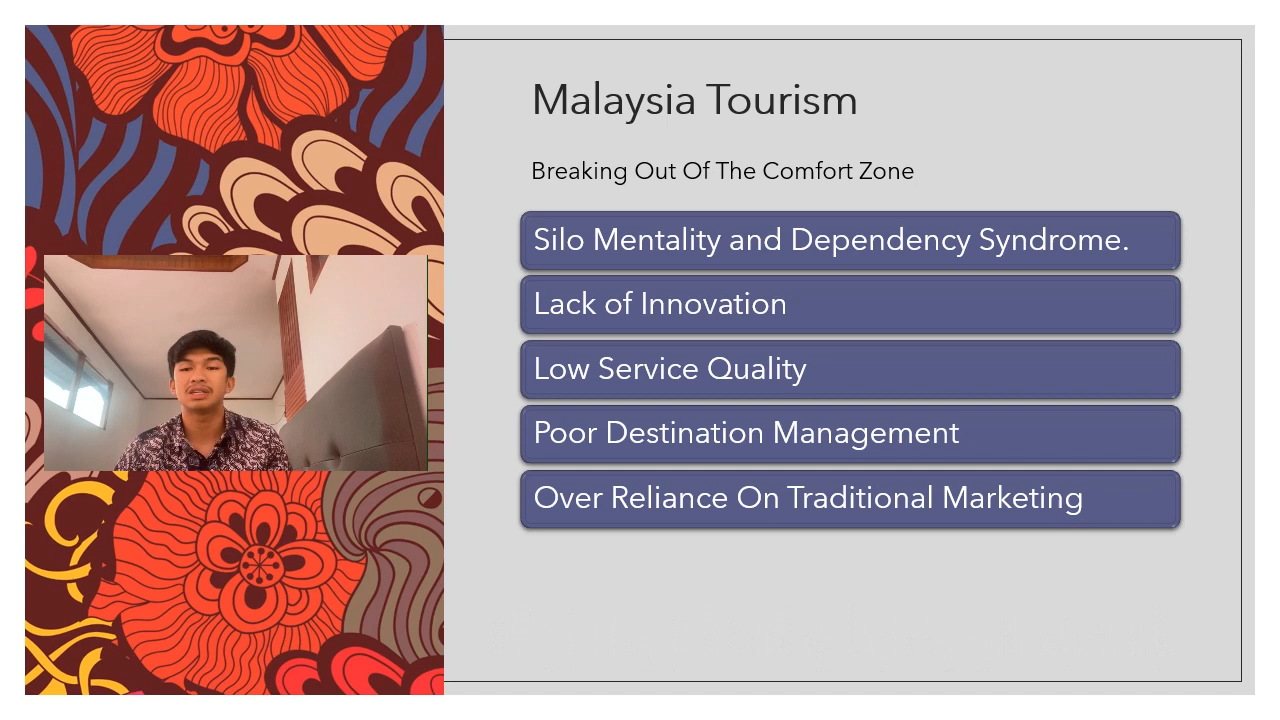 Malaysia Tourism
Breaking Out Of The Comfort Zone
Silo Mentality and Dependency Syndrome.
Lack of Innovation
Low Service Quality
Poor Destination Management
Over Reliance On Traditional Marketing